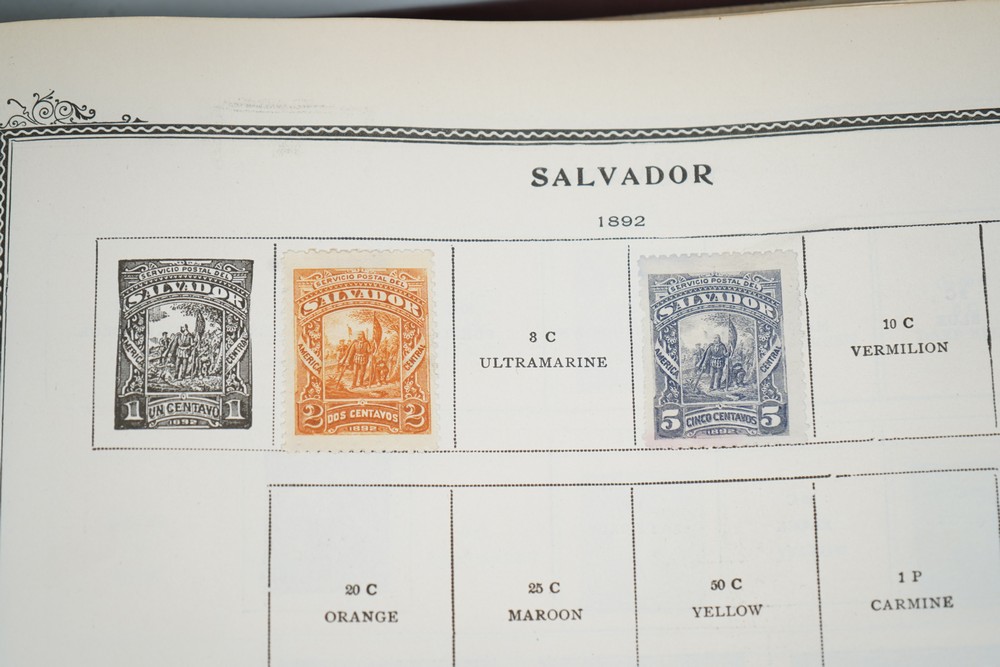 SALVADOR
1892
SERVICIO POSTAL DEL
SALVADOR
AMERICA CENTRAL
1 UN CENTAVO 1
1892
SERVICIO POSTAL DEL
SALVADOR
AMERICA CENTRAL
2 DOS CENTAVOS 2
1892
8 C
ULTRAMARINE
SERVICIO POSTAL DEL
SALVADOR
AMERICA CENTRAL
5 CINCO CENTAVOS 5
1892
10 C
VERMILION
20 C
ORANGE
25 C
MAROON
50 C
YELLOW
1 P
CARMINE